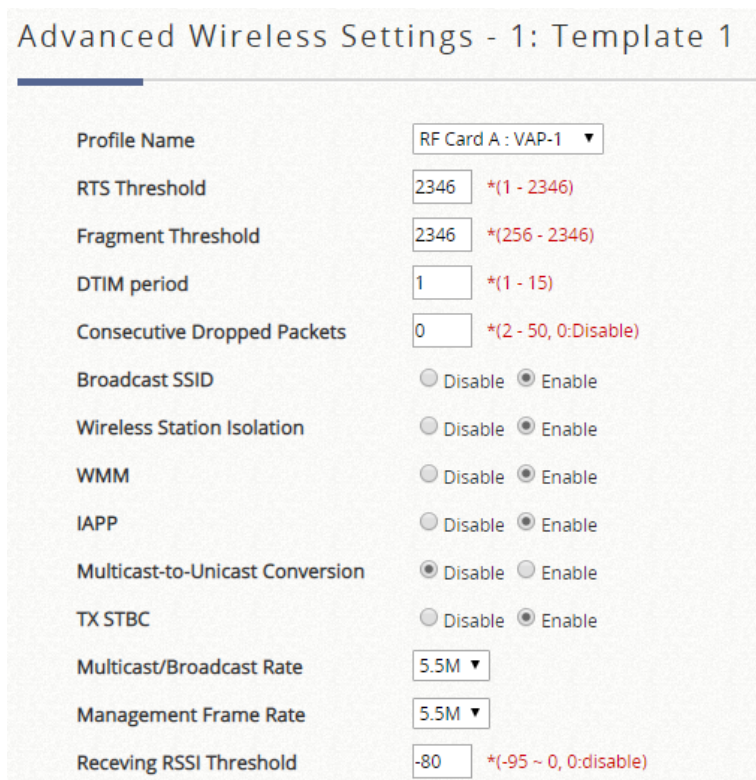 Advanced Wireless Settings - 1: Template 1
Profile Name RF Card A : VAP-1
RTS Threshold 2346 *(1 - 2346)
Fragment Threshold 2346 *(256 - 2346)
DTIM period 1 *(1 - 15)
Consecutive Dropped Packets 0 *(2 - 50, 0:Disable)
Broadcast SSID Disable Enable
Wireless Station Isolation Disable Enable
WMM Disable Enable
IAPP Disable Enable
Multicast-to-Unicast Conversion Disable Enable
TX STBC Disable Enable
Multicast/Broadcast Rate 5.5M
Management Frame Rate 5.5M
Receving RSSI Threshold -80 *(-95 ~ 0, 0:disable)